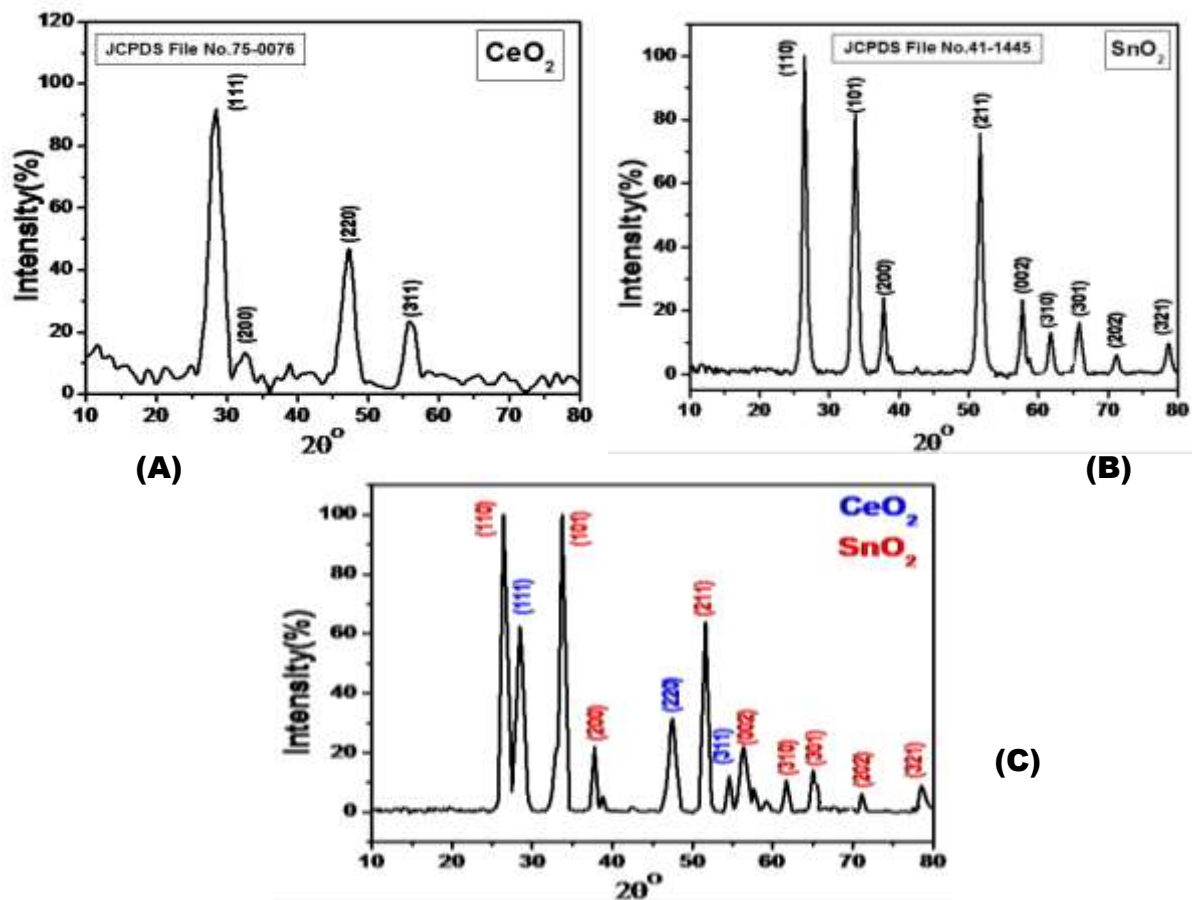 JCPDS File No.75-0076
CeO₂
Intensity(%)
120
100
80
60
40
20
0
(111)
(200)
(220)
(311)
10 20 30 40 50 60 70 80
2θ°
(A)
JCPDS File No.41-1445
SnO₂
Intensity(%)
100
80
60
40
20
0
(110)
(101)
(200)
(211)
(002)
(310)
(301)
(202)
(321)
10 20 30 40 50 60 70 80
2θ°
(B)
CeO₂
SnO₂
Intensity(%)
100
80
60
40
20
0
(110)
(111)
(101)
(200)
(220)
(211)
(311)
(002)
(310)
(301)
(202)
(321)
10 20 30 40 50 60 70 80
2θ°
(C)